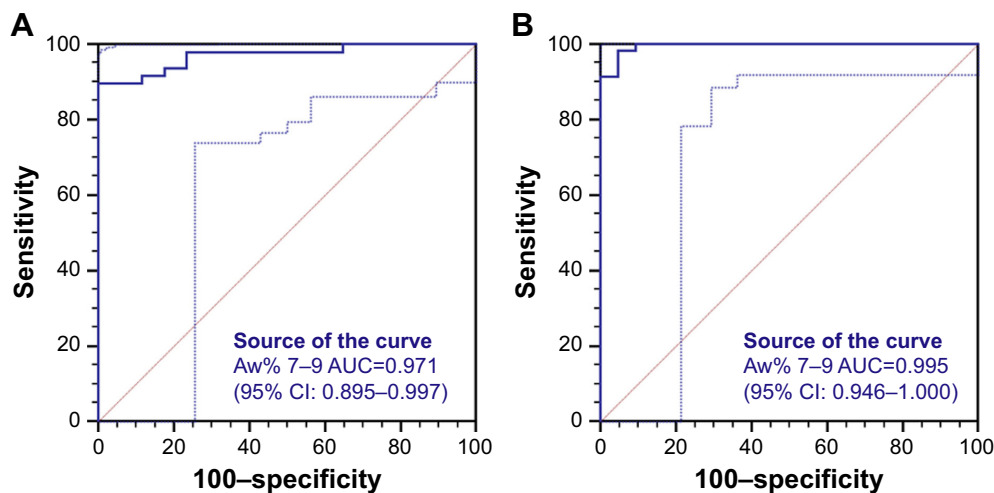 A
Sensitivity
100
80
60
40
20
0
Source of the curve
Aw% 7–9 AUC=0.971
(95% CI: 0.895–0.997)
0 20 40 60 80 100
100–specificity
B
Sensitivity
100
80
60
40
20
0
Source of the curve
Aw% 7–9 AUC=0.995
(95% CI: 0.946–1.000)
0 20 40 60 80 100
100–specificity